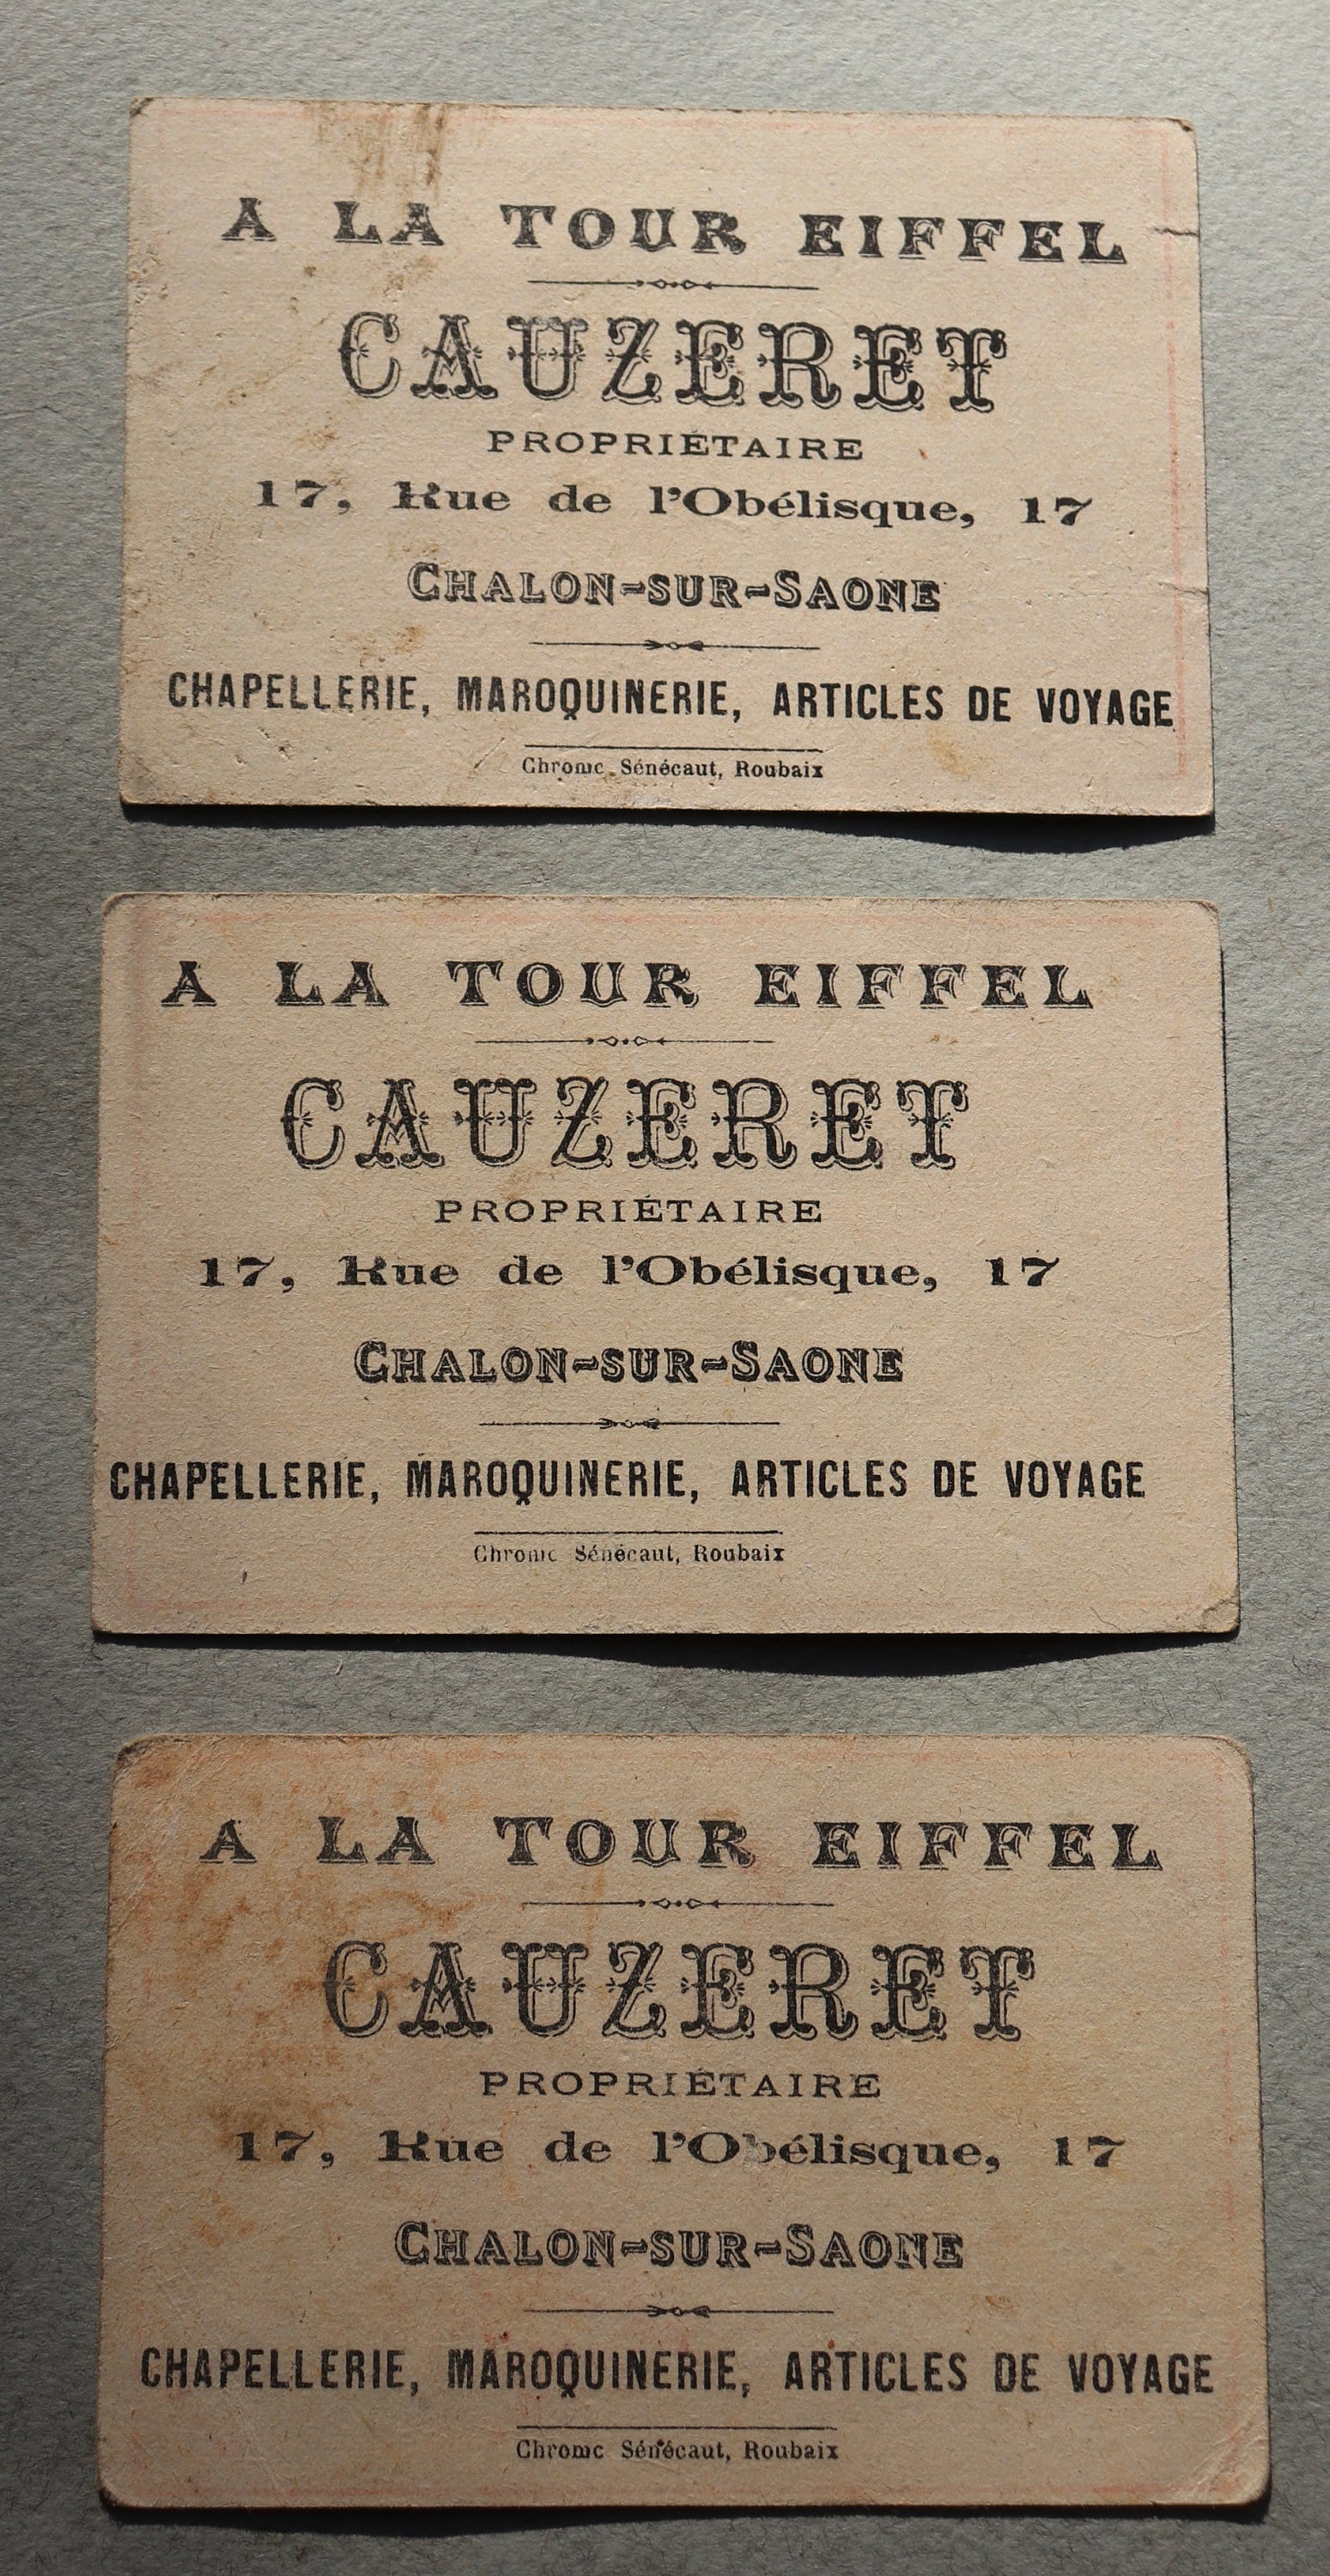 A LA TOUR EIFFEL
CAUZERET
PROPRIÉTAIRE
17, Rue de l'Obélisque, 17
CHALON-SUR-SAONE
CHAPELLERIE, MAROQUINERIE, ARTICLES DE VOYAGE
Chromo Sénécaut, Roubaix
A LA TOUR EIFFEL
CAUZERET
PROPRIÉTAIRE
17, Rue de l'Obélisque, 17
CHALON-SUR-SAONE
CHAPELLERIE, MAROQUINERIE, ARTICLES DE VOYAGE
Chromo Sénécaut, Roubaix
A LA TOUR EIFFEL
CAUZERET
PROPRIÉTAIRE
17, Rue de l'Obélisque, 17
CHALON-SUR-SAONE
CHAPELLERIE, MAROQUINERIE, ARTICLES DE VOYAGE
Chromo Sénécaut, Roubaix